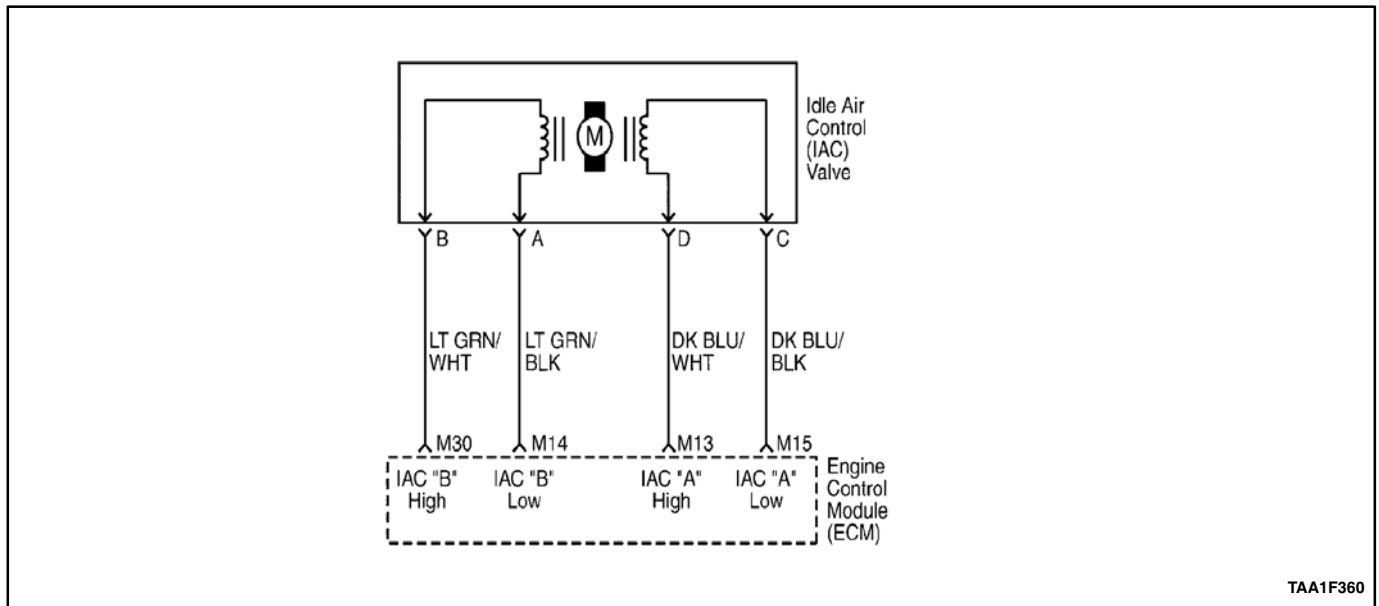 Idle Air
Control
(IAC)
Valve
M
B
A
D
C
LT GRN/
WHT
LT GRN/
BLK
DK BLU/
WHT
DK BLU/
BLK
M30
M14
M13
M15
IAC "B"
High
IAC "B"
Low
IAC "A"
High
IAC "A"
Low
Engine
Control
Module
(ECM)
TAA1F360